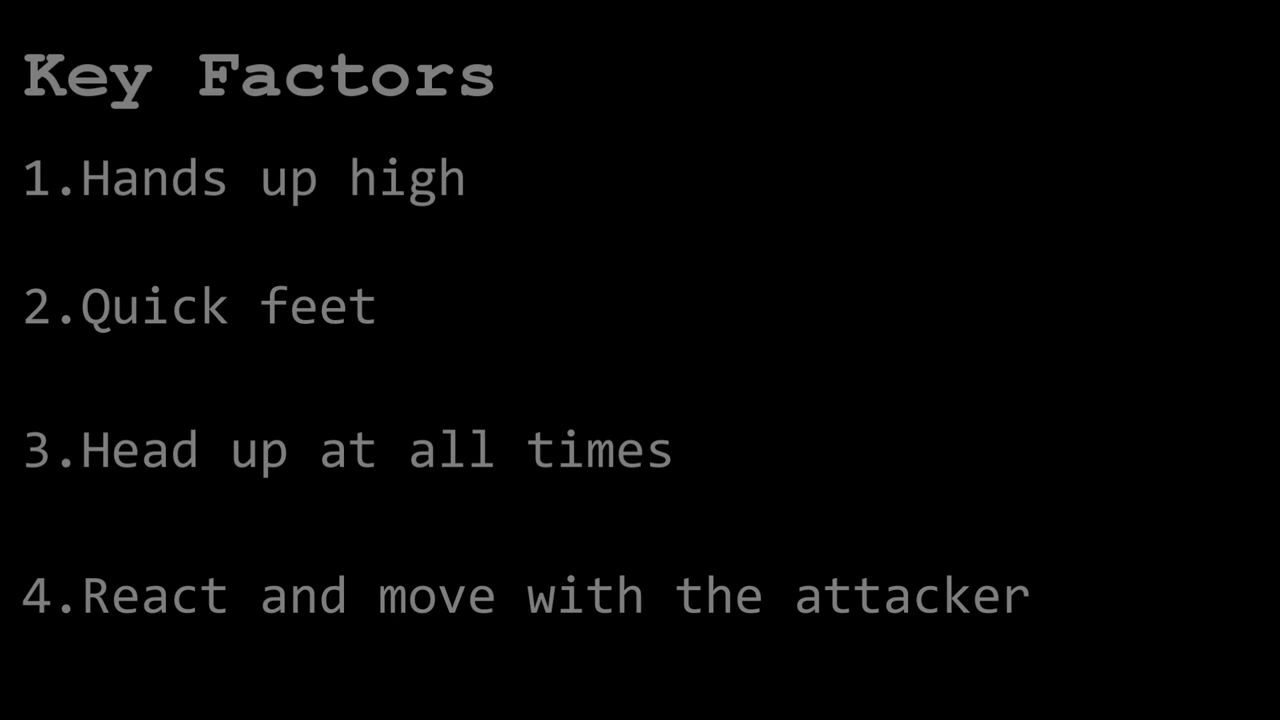 Key Factors
1.Hands up high
2.Quick feet
3.Head up at all times
4.React and move with the attacker